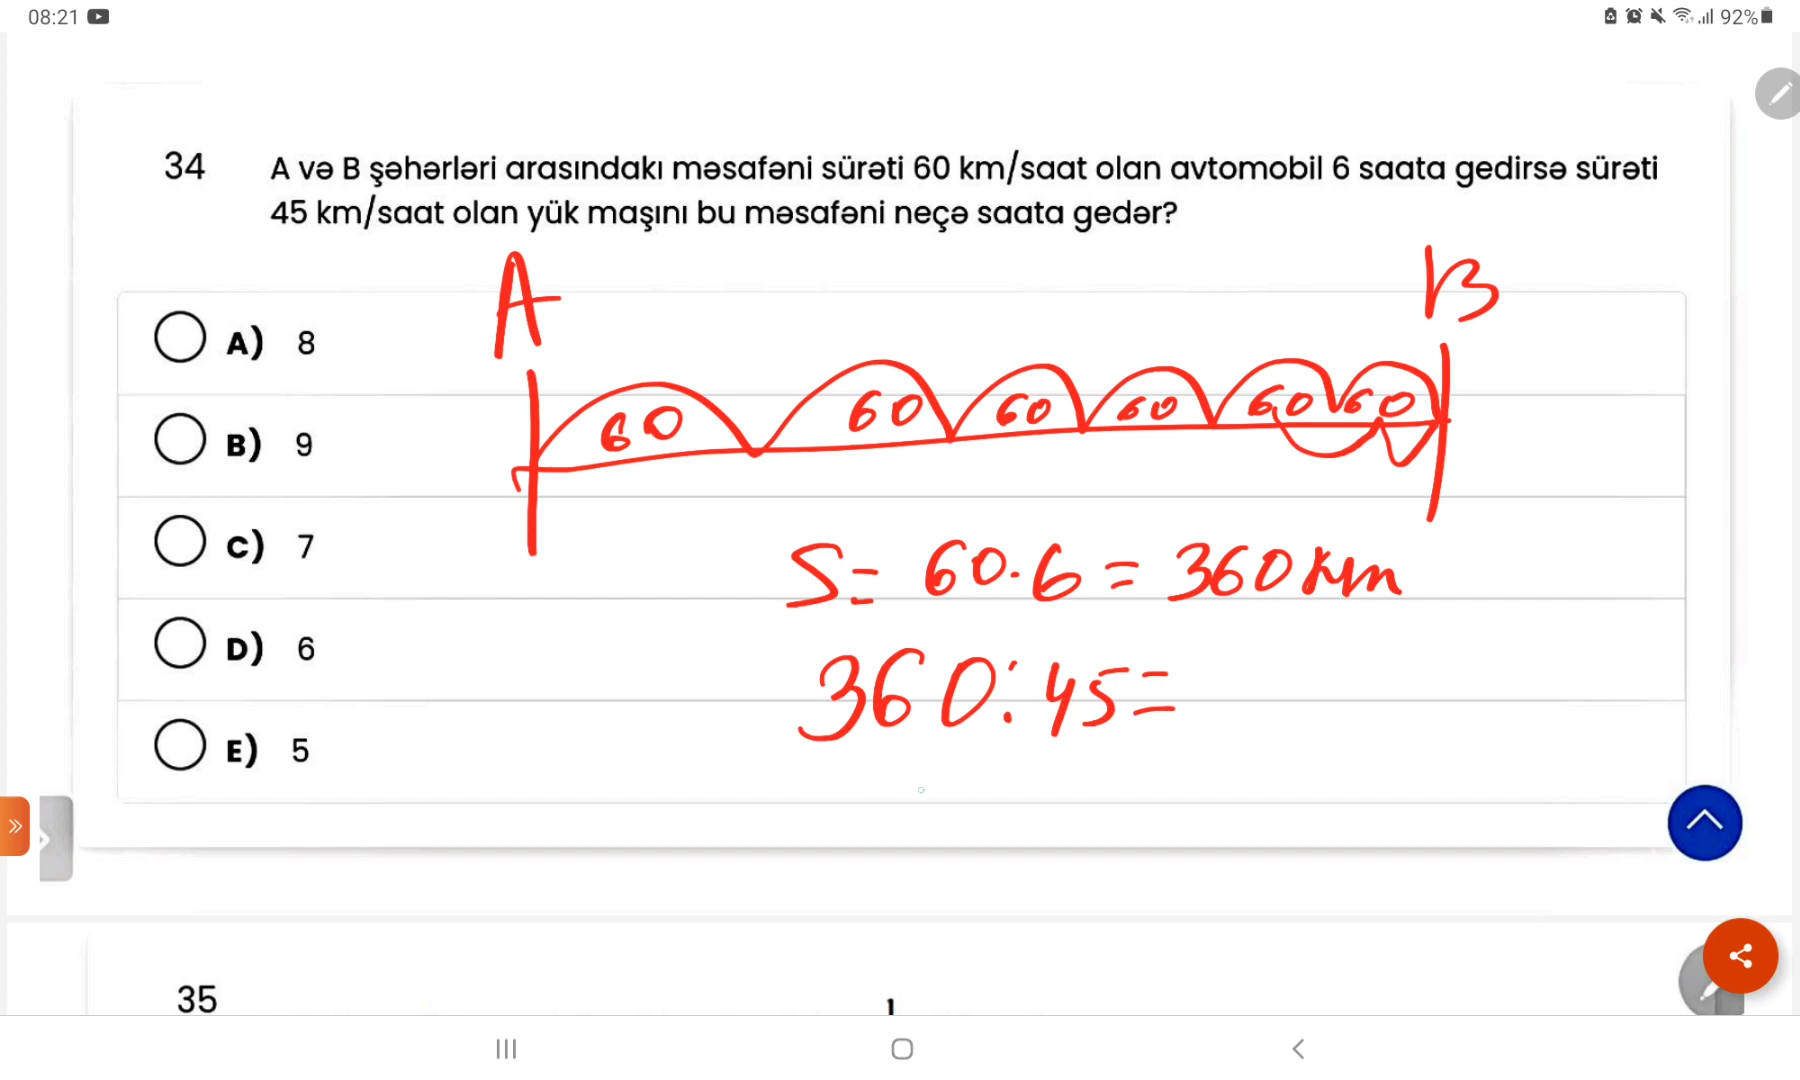 08:21
92%
34 A və B şəhərləri arasındakı məsafəni sürəti 60 km/saat olan avtomobil 6 saata gedirsə sürəti
45 km/saat olan yük maşını bu məsafəni neçə saata gedər?
A B
A) 8
60 60 60 60 60 60
B) 9
C) 7
S= 60·6 = 360 km
D) 6
360:45=
E) 5
35